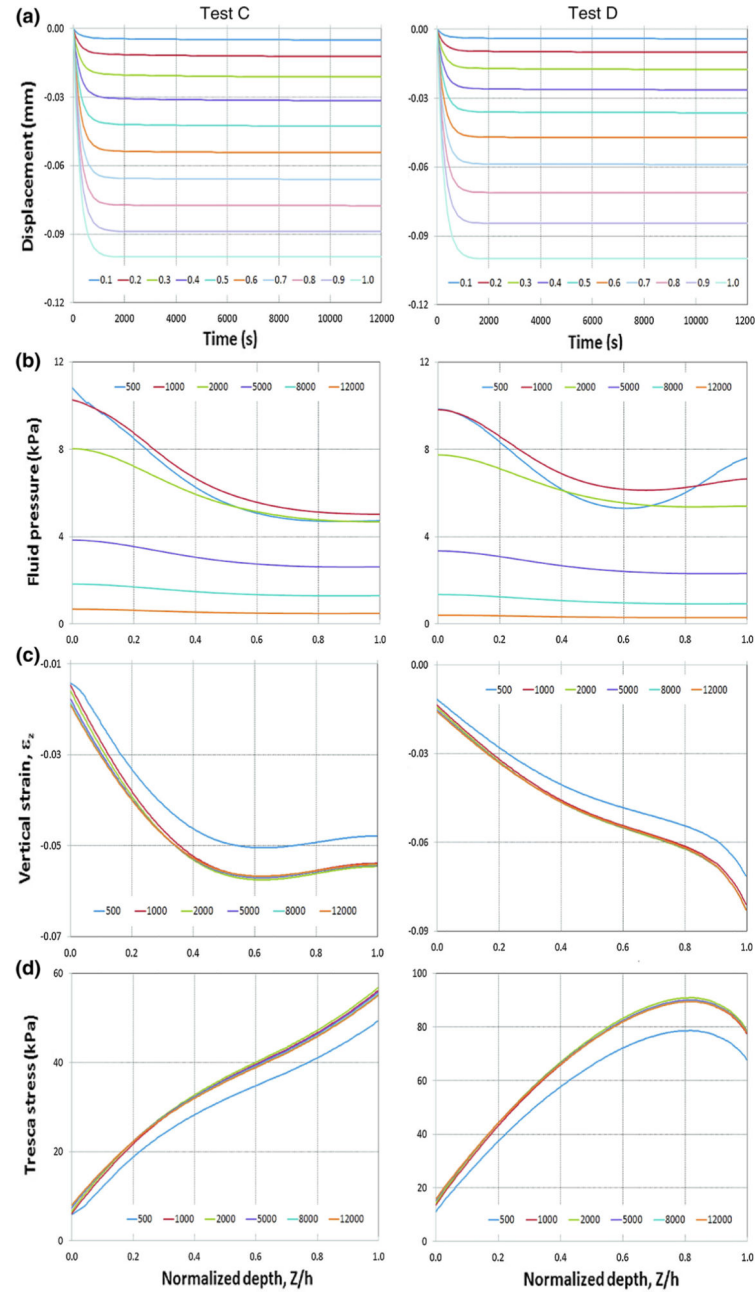 (a) Test C Test D
Displacement (mm)
0.00
-0.03
-0.06
-0.09
-0.12
0.1 0.2 0.3 0.4 0.5 0.6 0.7 0.8 0.9 1.0
0 2000 4000 6000 8000 10000 12000
Time (s)
0.00
-0.03
-0.06
-0.09
-0.12
0.1 0.2 0.3 0.4 0.5 0.6 0.7 0.8 0.9 1.0
0 2000 4000 6000 8000 10000 12000
Time (s)
(b)
Fluid pressure (kPa)
12
8
4
0
500 1000 2000 5000 8000 12000
0.0 0.2 0.4 0.6 0.8 1.0
12
8
4
0
500 1000 2000 5000 8000 12000
0.0 0.2 0.4 0.6 0.8 1.0
(c)
Vertical strain, εz
-0.01
-0.03
-0.05
-0.07
0.0 0.2 0.4 0.6 0.8 1.0
500 1000 2000 5000 8000 12000
0.00
-0.03
-0.06
-0.09
500 1000 2000 5000 8000 12000
0.0 0.2 0.4 0.6 0.8 1.0
(d)
Tresca stress (kPa)
60
40
20
0
500 1000 2000 5000 8000 12000
0.0 0.2 0.4 0.6 0.8 1.0
Normalized depth, Z/h
100
80
60
40
20
0
500 1000 2000 5000 8000 12000
0.0 0.2 0.4 0.6 0.8 1.0
Normalized depth, Z/h